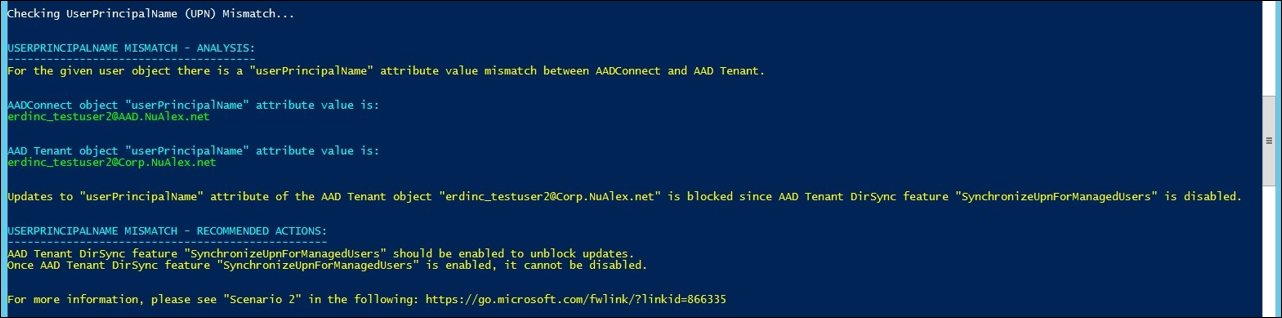 Checking UserPrincipalName (UPN) Mismatch...
USERPRINCIPALNAME MISMATCH - ANALYSIS:
--------------------------------------
For the given user object there is a "userPrincipalName" attribute value mismatch between AADConnect and AAD Tenant.
AADConnect object "userPrincipalName" attribute value is:
erdinc_testuser2@AAD.NuAlex.net
AAD Tenant object "userPrincipalName" attribute value is:
erdinc_testuser2@Corp.NuAlex.net
Updates to "userPrincipalName" attribute of the AAD Tenant object "erdinc_testuser2@Corp.NuAlex.net" is blocked since AAD Tenant DirSync feature "SynchronizeUpnForManagedUsers" is disabled.
USERPRINCIPALNAME MISMATCH - RECOMMENDED ACTIONS:
-------------------------------------------------
AAD Tenant DirSync feature "SynchronizeUpnForManagedUsers" should be enabled to unblock updates.
Once AAD Tenant DirSync feature "SynchronizeUpnForManagedUsers" is enabled, it cannot be disabled.
For more information, please see "Scenario 2" in the following: https://go.microsoft.com/fwlink/?linkid=866335